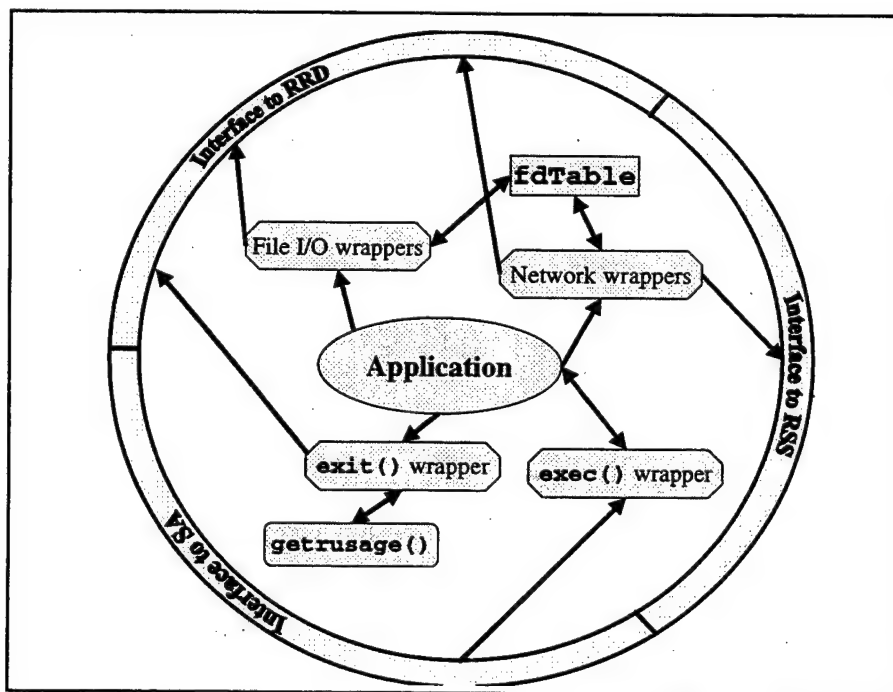 Interface to RRD
fdTable
File I/O wrappers
Network wrappers
Interface to RSS
Application
exit() wrapper
exec() wrapper
getrusage()
Interface to SA